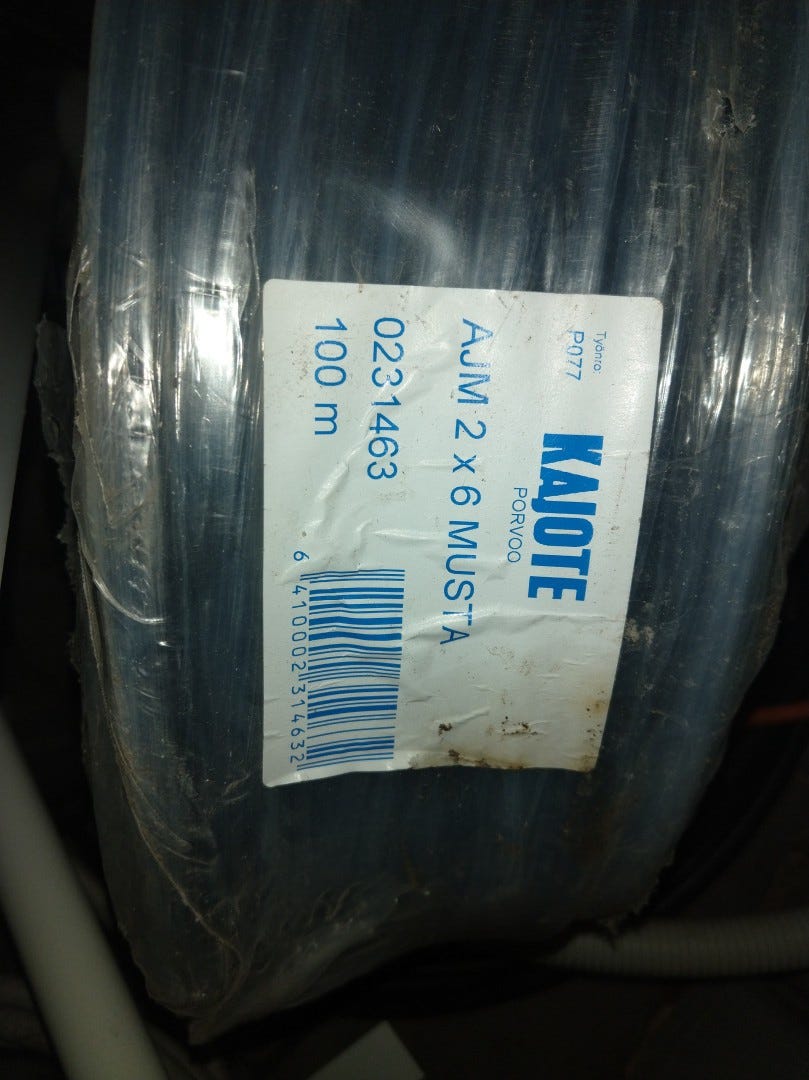 Työnro:
P077
KAJOTE
PORVOO
AJM 2 x 6 MUSTA
0231463
100 m
6 410002 314632